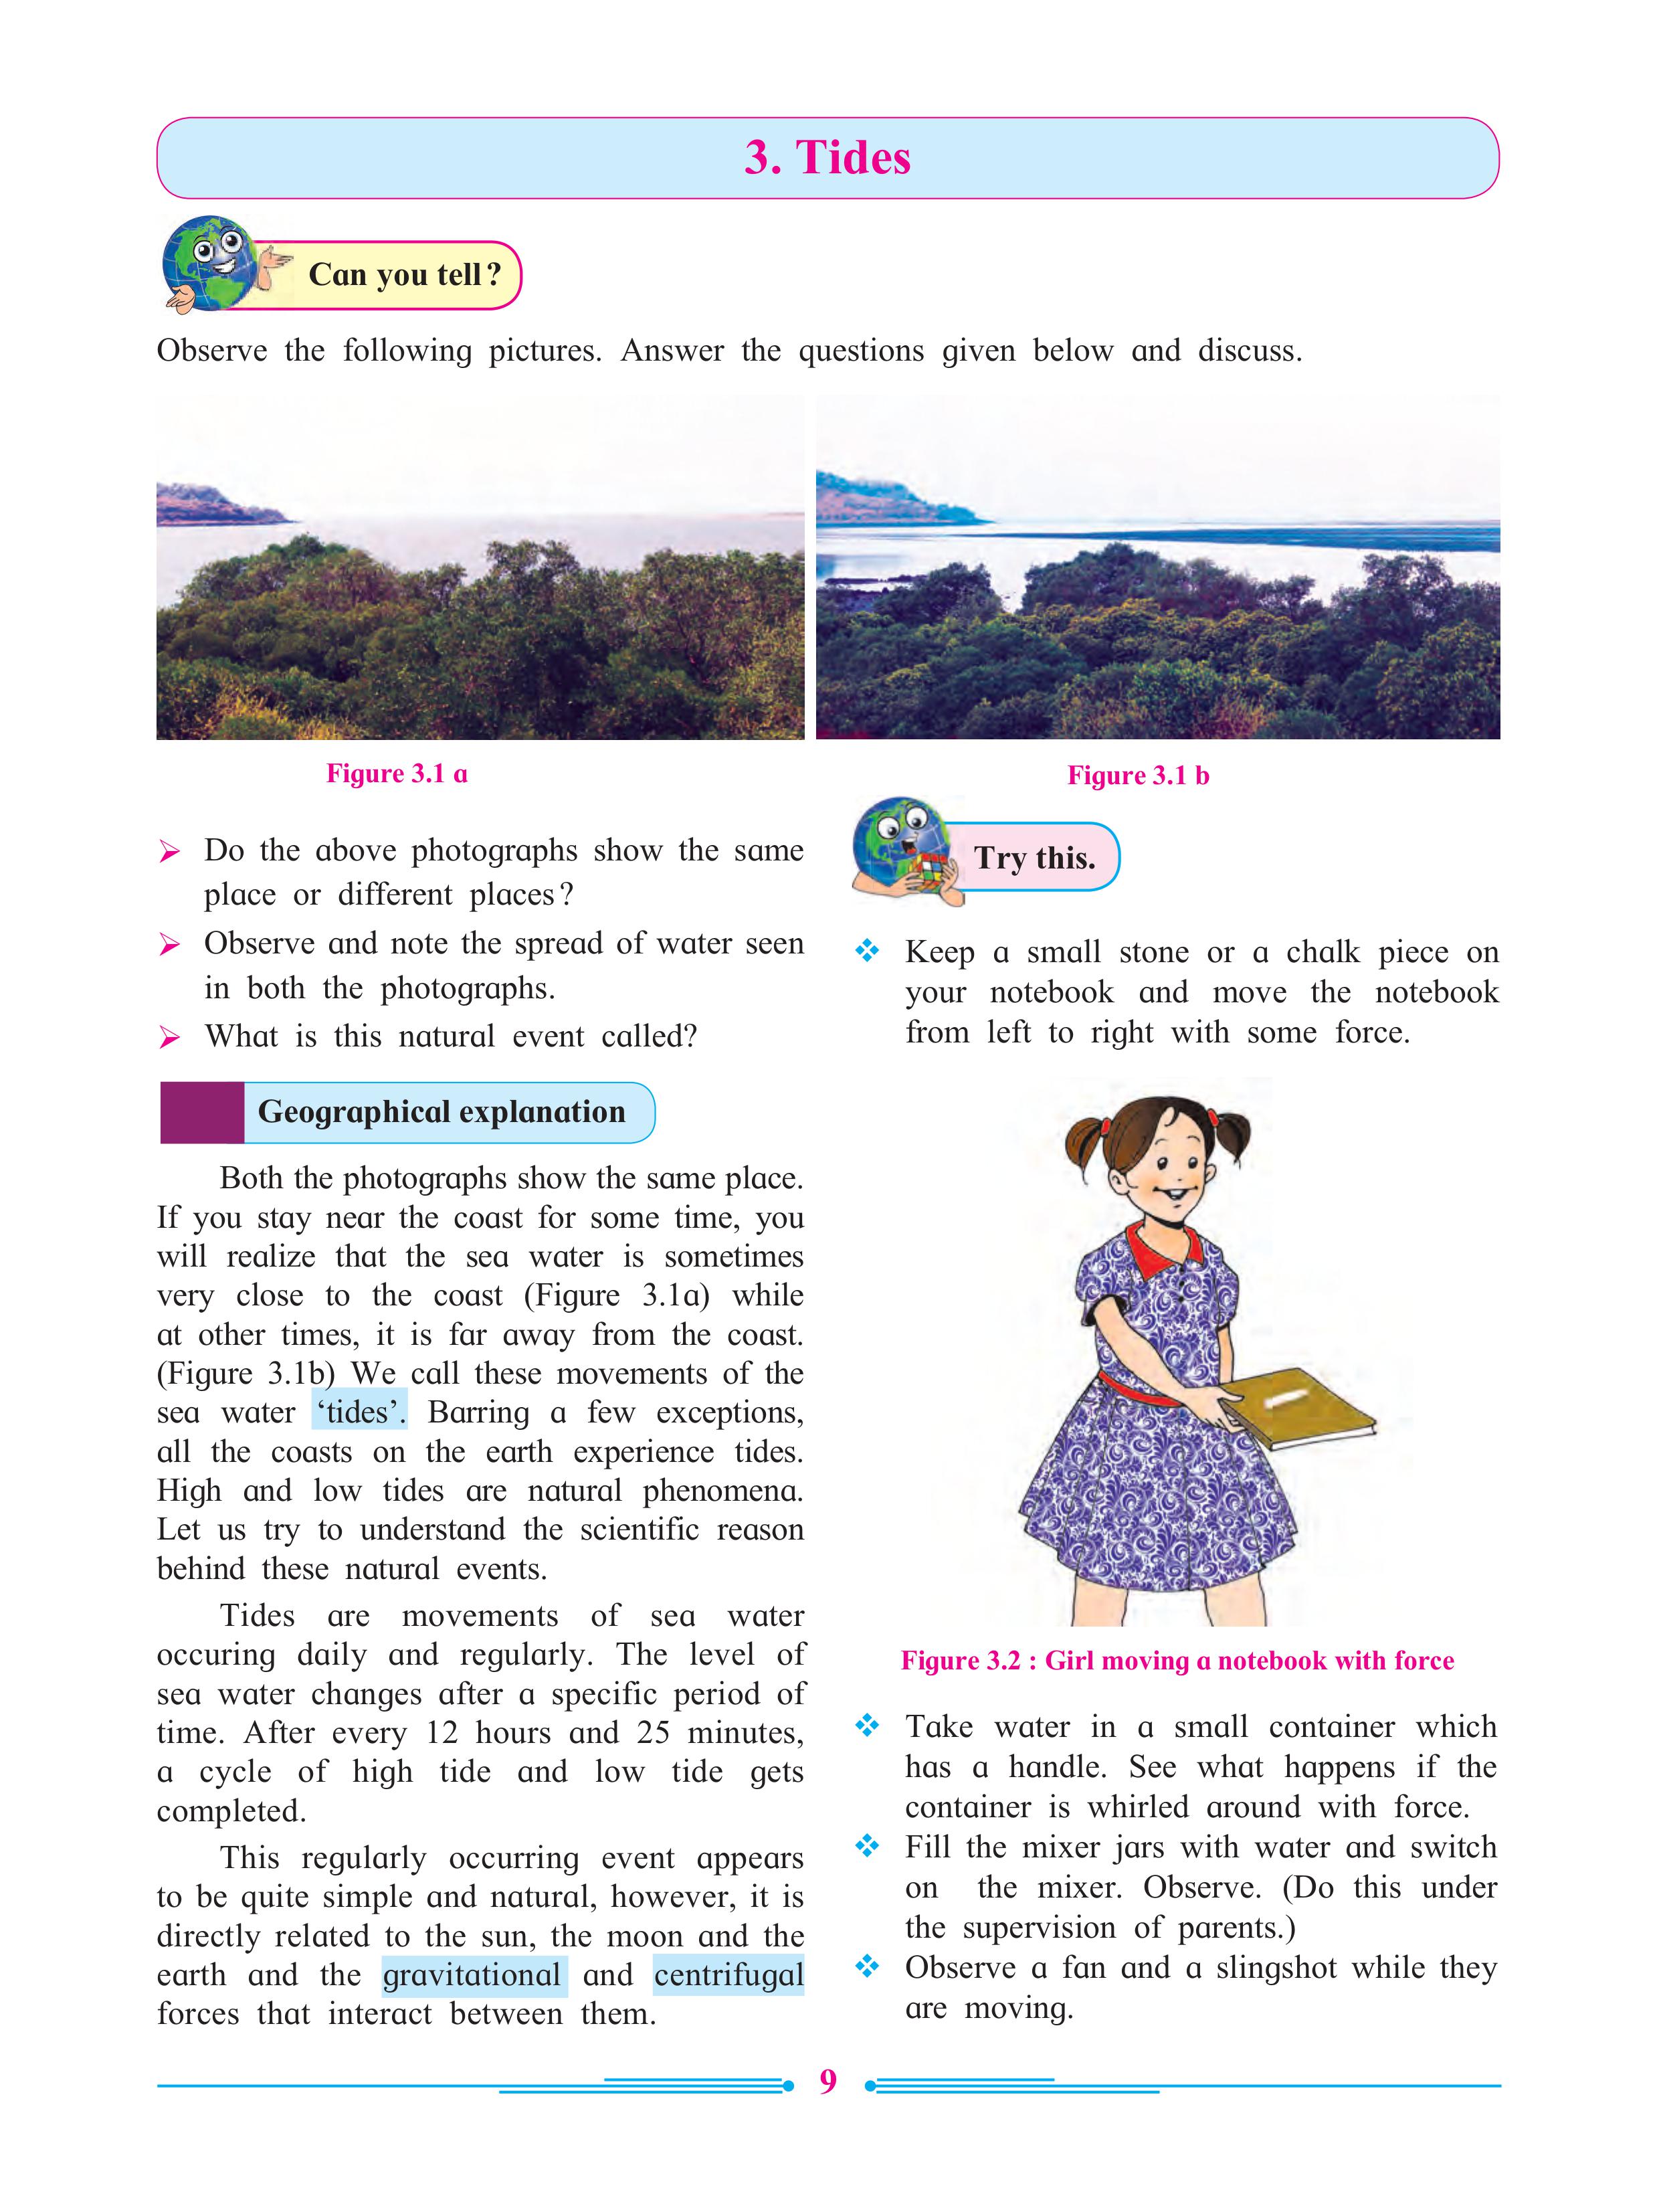 3. Tides
Can you tell?
Observe the following pictures. Answer the questions given below and discuss.
Figure 3.1 a
Figure 3.1 b
Do the above photographs show the same
place or different places?
Observe and note the spread of water seen
in both the photographs.
What is this natural event called?
Geographical explanation
Both the photographs show the same place.
If you stay near the coast for some time, you
will realize that the sea water is sometimes
very close to the coast (Figure 3.1a) while
at other times, it is far away from the coast.
(Figure 3.1b) We call these movements of the
sea water ‘tides’. Barring a few exceptions,
all the coasts on the earth experience tides.
High and low tides are natural phenomena.
Let us try to understand the scientific reason
behind these natural events.
Tides are movements of sea water
occuring daily and regularly. The level of
sea water changes after a specific period of
time. After every 12 hours and 25 minutes,
a cycle of high tide and low tide gets
completed.
This regularly occurring event appears
to be quite simple and natural, however, it is
directly related to the sun, the moon and the
earth and the gravitational and centrifugal
forces that interact between them.
Try this.
Keep a small stone or a chalk piece on
your notebook and move the notebook
from left to right with some force.
Figure 3.2 : Girl moving a notebook with force
Take water in a small container which
has a handle. See what happens if the
container is whirled around with force.
Fill the mixer jars with water and switch
on the mixer. Observe. (Do this under
the supervision of parents.)
Observe a fan and a slingshot while they
are moving.
9